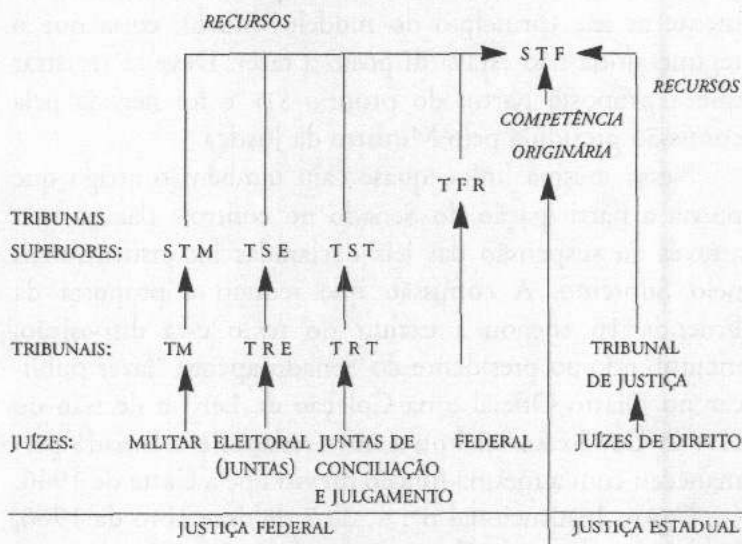 RECURSOS
STF
RECURSOS
COMPETÊNCIA
ORIGINÁRIA
TFR
TRIBUNAIS
SUPERIORES: STM TSE TST
TRIBUNAIS: TM TRE TRT TRIBUNAL
DE JUSTIÇA
JUÍZES: MILITAR ELEITORAL JUNTAS DE FEDERAL JUÍZES DE DIREITO
(JUNTAS) CONCILIAÇÃO
E JULGAMENTO
JUSTIÇA FEDERAL JUSTIÇA ESTADUAL